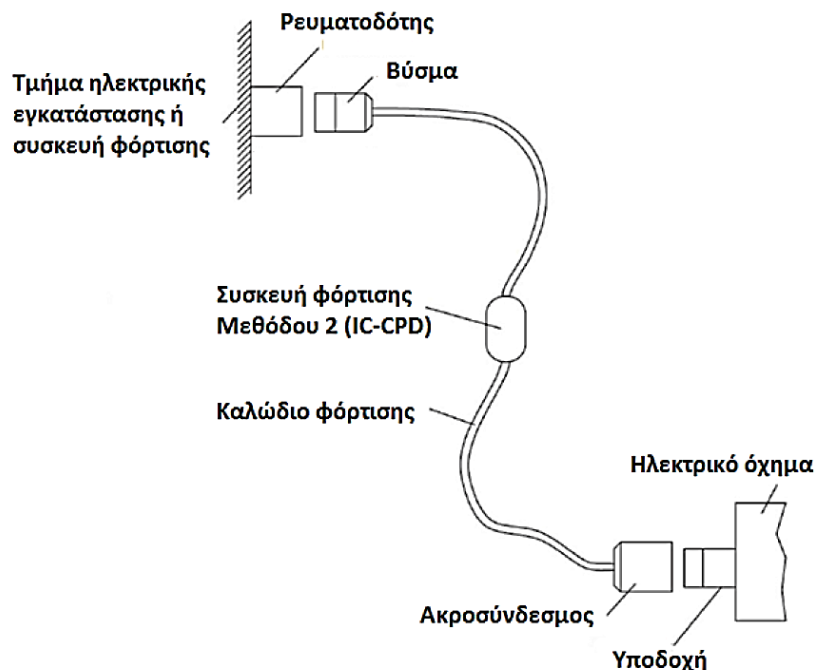 Ρευματοδότης
Βύσμα
Τμήμα ηλεκτρικής
εγκατάστασης ή
συσκευή φόρτισης
Συσκευή φόρτισης
Μεθόδου 2 (IC-CPD)
Καλώδιο φόρτισης
Ηλεκτρικό όχημα
Ακροσύνδεσμος
Υποδοχή